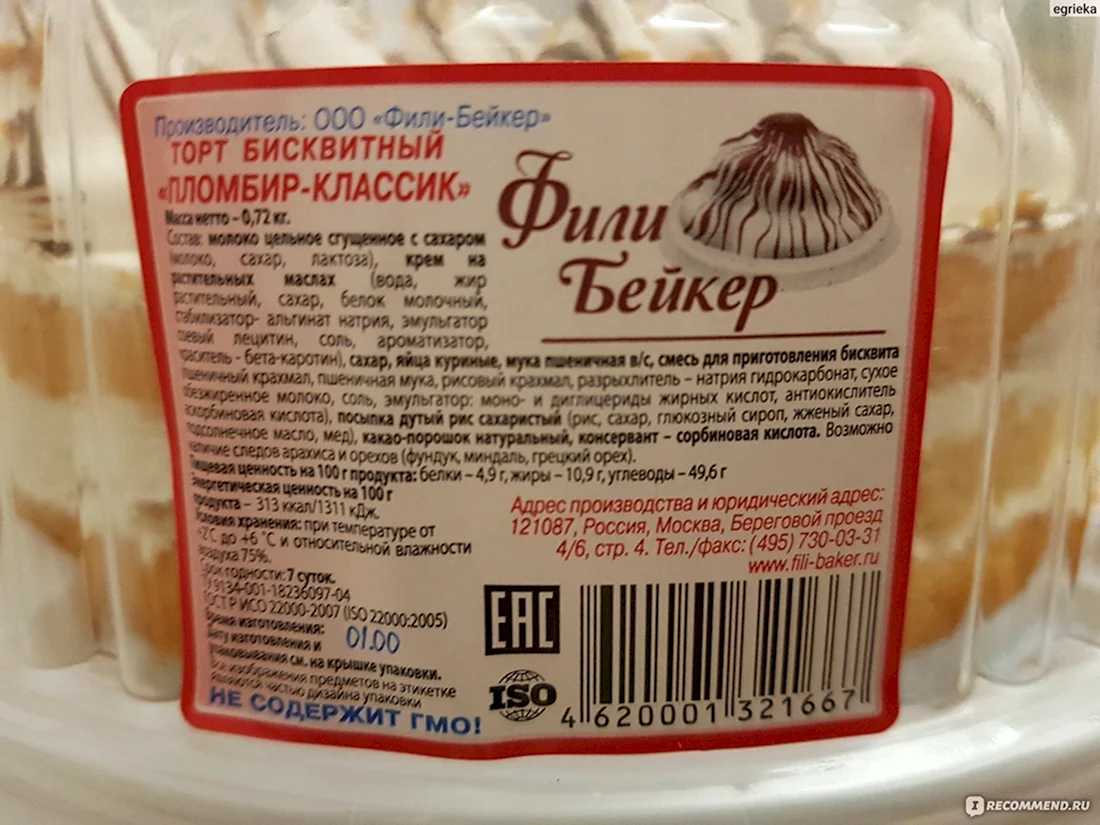 egrieka
Производитель: ООО «Фили-Бейкер»
ТОРТ БИСКВИТНЫЙ
«ПЛОМБИР-КЛАССИК»
Масса нетто – 0,72 кг.
Фили
Бейкер
Состав: молоко цельное сгущенное с сахаром
(молоко, сахар, лактоза), крем на
растительных маслах (вода, жир
растительный, сахар, белок молочный,
стабилизатор- альгинат натрия, эмульгатор
соевый лецитин, соль, ароматизатор,
краситель - бета-каротин), сахар, яйца куриные, мука пшеничная в/с, смесь для приготовления бисквита
пшеничный крахмал, пшеничная мука, рисовый крахмал, разрыхлитель – натрия гидрокарбонат, сухое
обезжиренное молоко, соль, эмульгатор: моно- и диглицериды жирных кислот, антиокислитель
аскорбиновая кислота), посыпка дутый рис сахаристый (рис, сахар, глюкозный сироп, жженый сахар,
подсолнечное масло, мед), какао-порошок натуральный, консервант – сорбиновая кислота. Возможно
наличие следов арахиса и орехов (фундук, миндаль, грецкий орех).
Пищевая ценность на 100 г продукта: белки – 4,9 г, жиры – 10,9 г, углеводы – 49,6 г
Энергетическая ценность на 100 г
продукта – 313 ккал/1311 кДж.
Условия хранения: при температуре от
+2°С до +6 °С и относительной влажности
воздуха 75%.
Срок годности: 7 суток.
9134-001-18236097-04
ГОСТ Р ИСО 22000-2007 (ISO 22000:2005)
Время изготовления: 01.00
Дату изготовления и
упаковывания см. на крышке упаковки.
Все изображения предметов на этикетке
являются частью дизайна упаковки
НЕ СОДЕРЖИТ ГМО!
Адрес производства и юридический адрес:
121087, Россия, Москва, Береговой проезд
4/6, стр. 4. Тел./факс: (495) 730-03-31
www.fili-baker.ru
EAC
ISO
4 620001 321667
RECOMMEND.RU